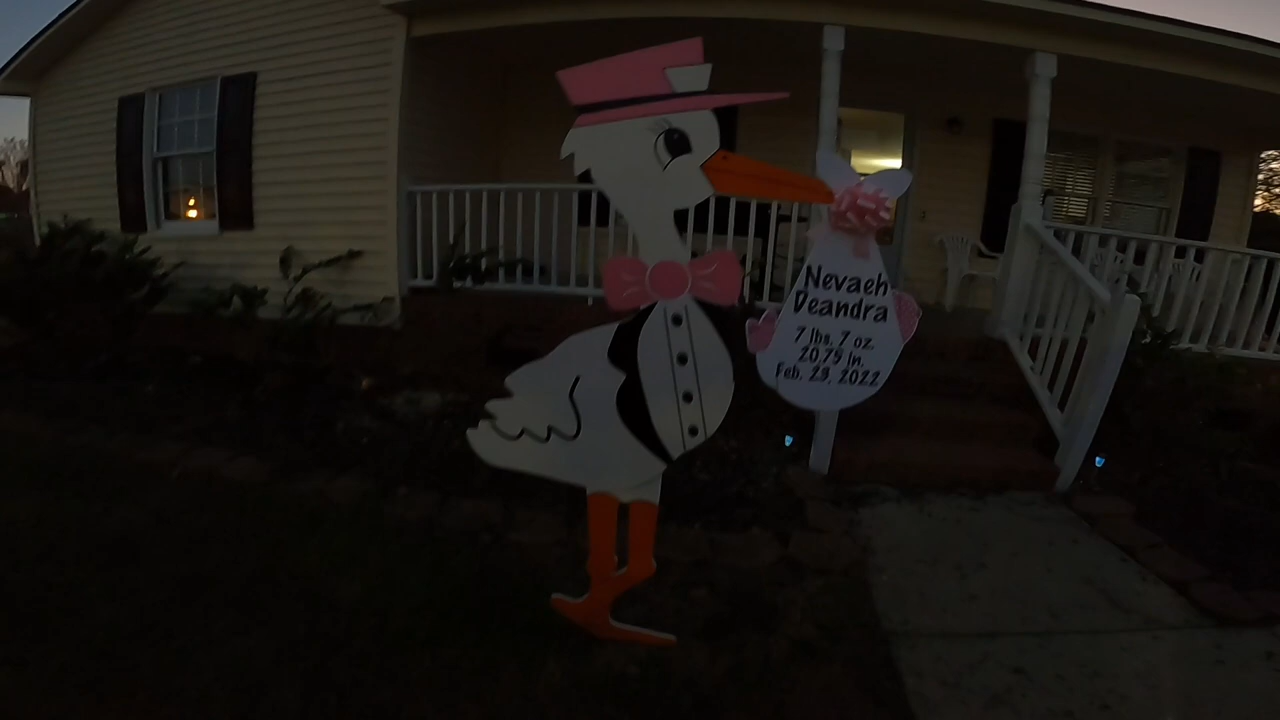 Nevaeh
Deandra
7 lbs. 7 oz.
20.75 in.
Feb. 23, 2022